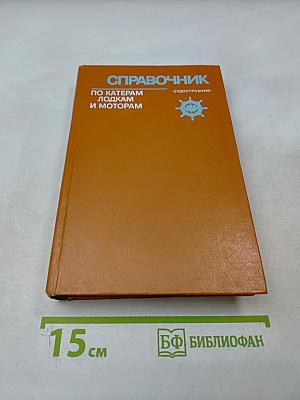 СПРАВОЧНИК
ПО КАТЕРАМ
ЛОДКАМ
И МОТОРАМ
«СУДОСТРОЕНИЕ»
15 см
БФ БИБЛИОФАН